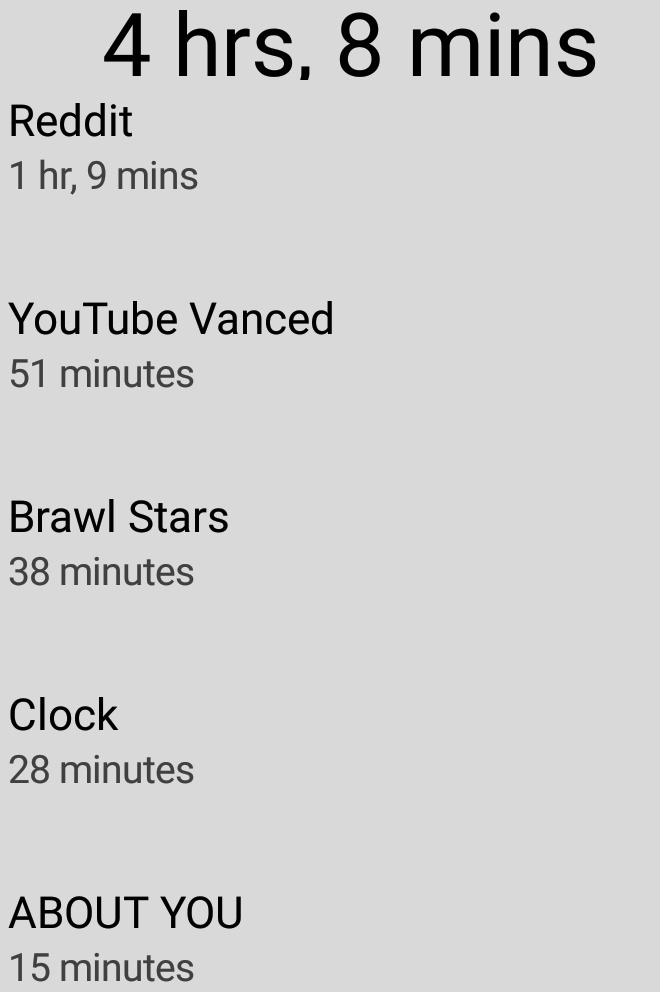 4 hrs, 8 mins
Reddit
1 hr, 9 mins
YouTube Vanced
51 minutes
Brawl Stars
38 minutes
Clock
28 minutes
ABOUT YOU
15 minutes